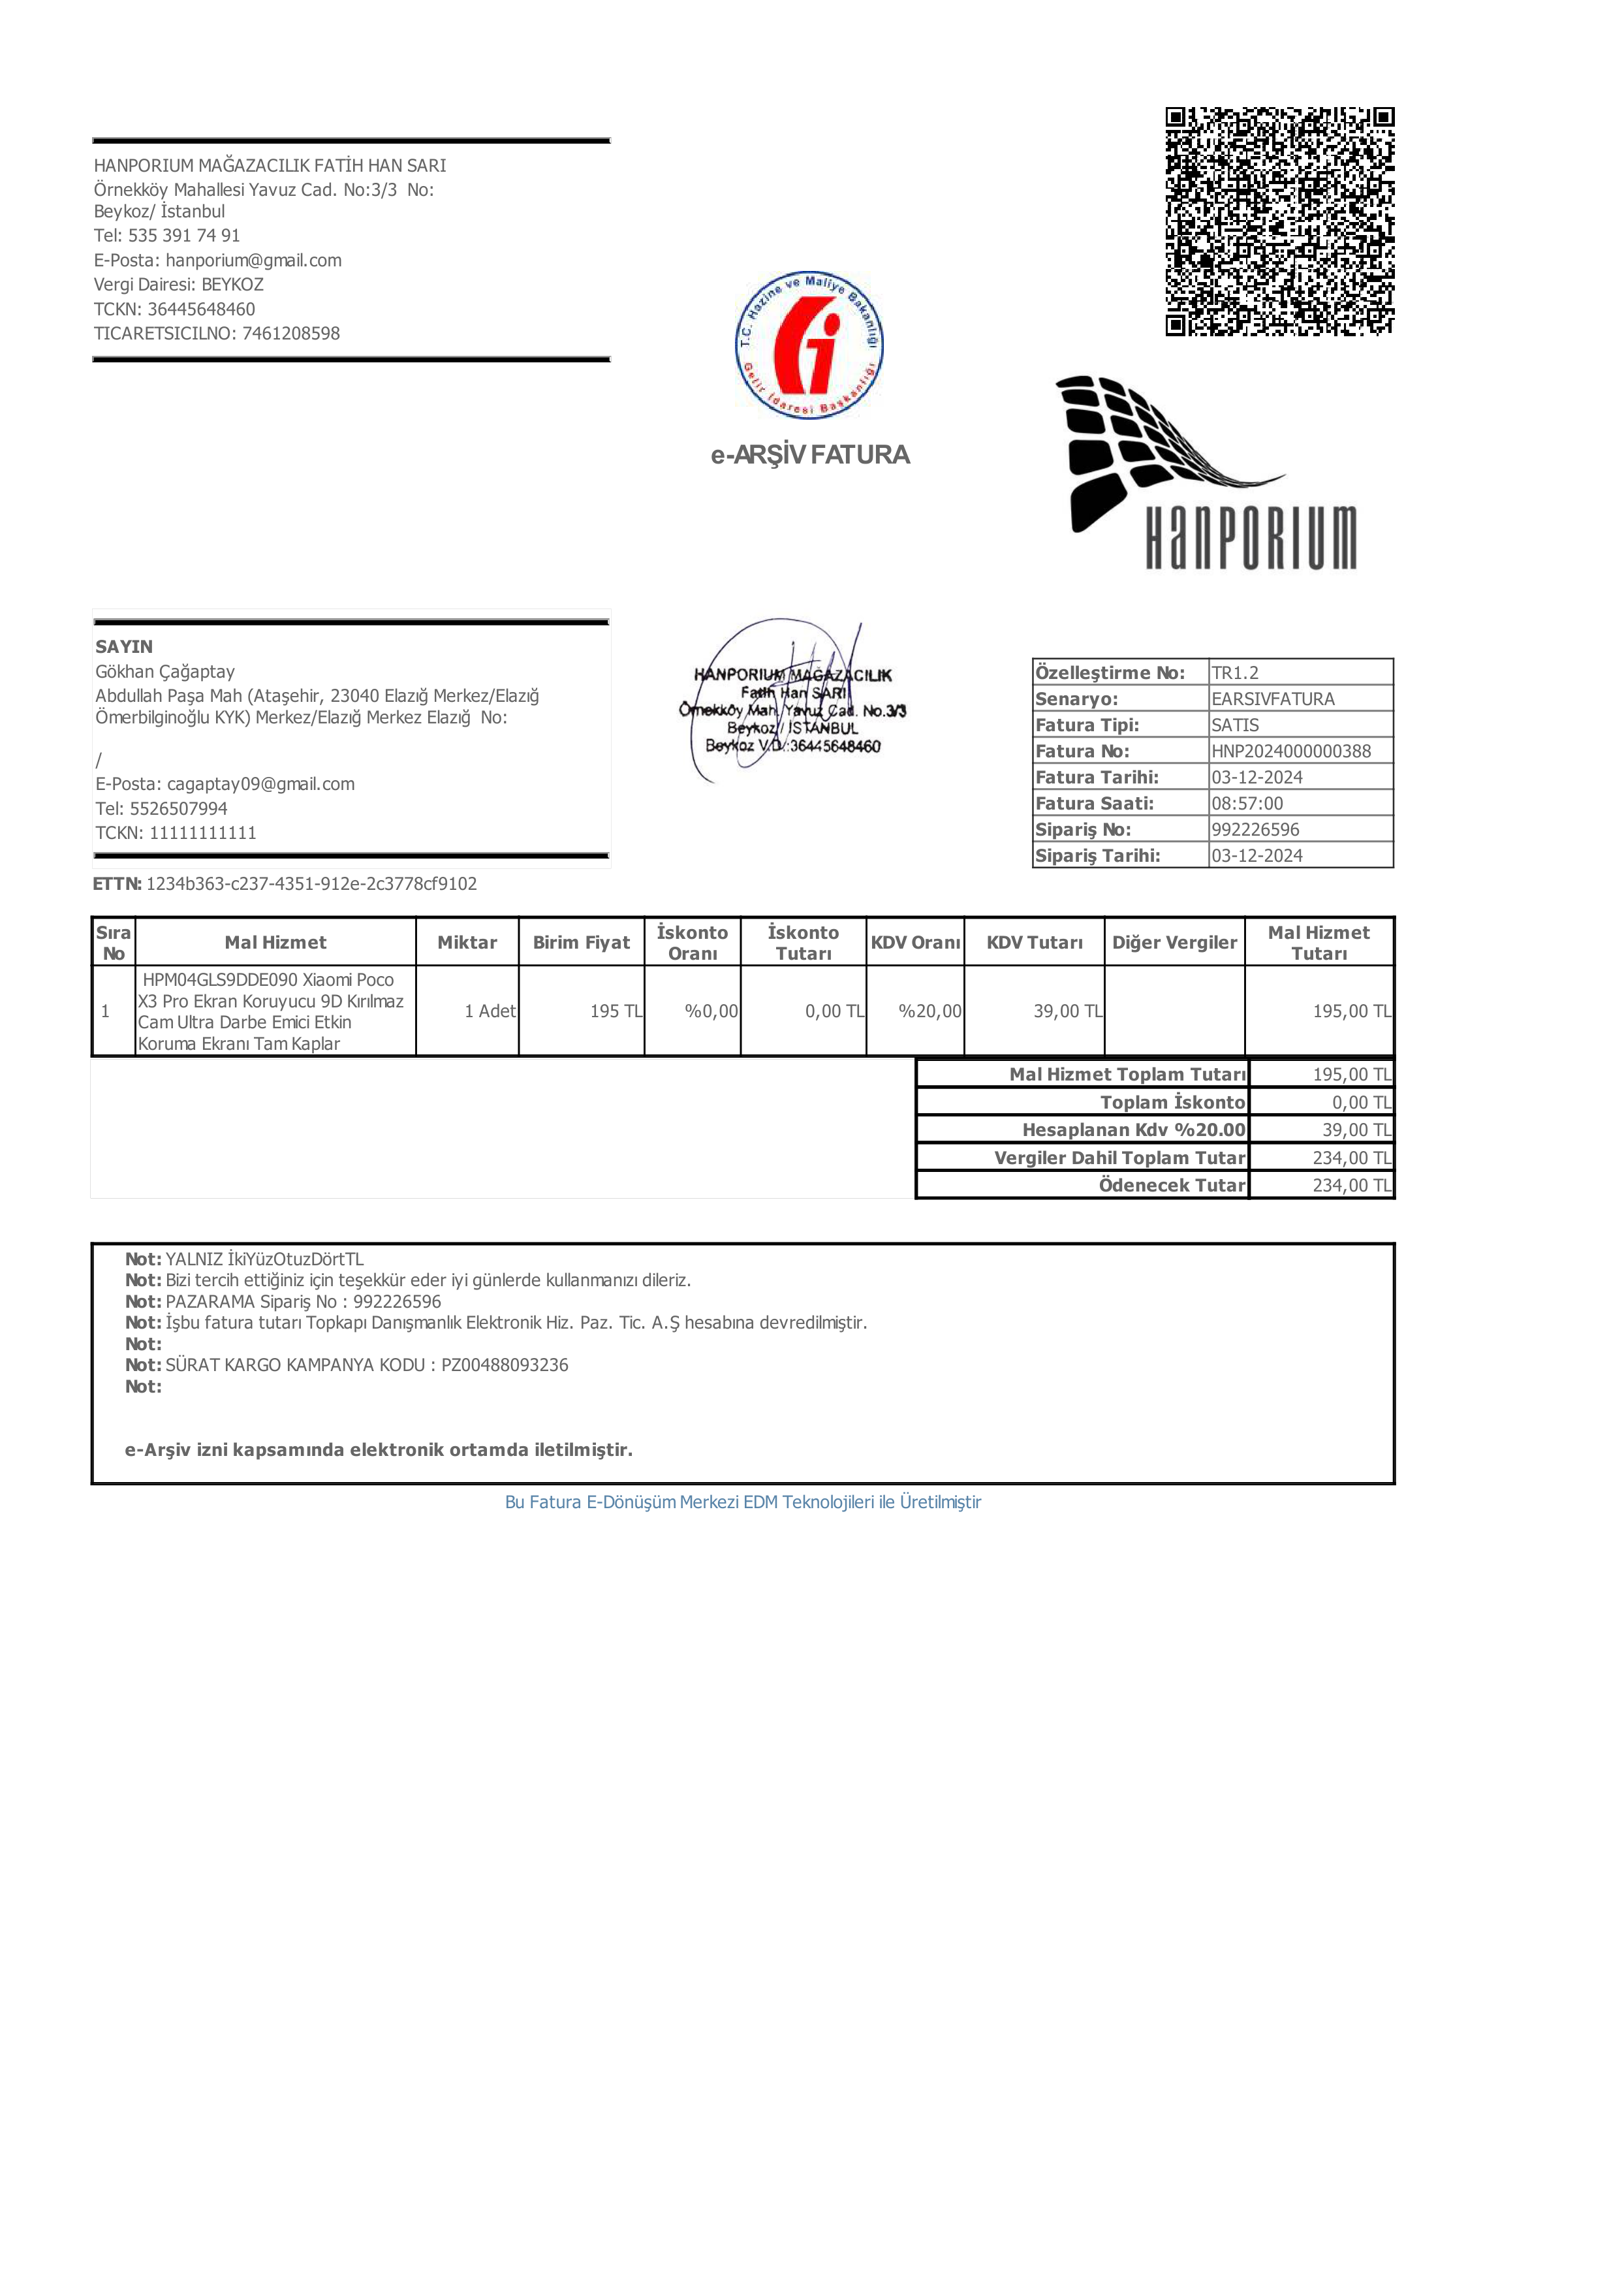 HANPORIUM MAĞAZACILIK FATİH HAN SARI
Örnekköy Mahallesi Yavuz Cad. No:3/3 No:
Beykoz/ İstanbul
Tel: 535 391 74 91
E-Posta: hanporium@gmail.com
Vergi Dairesi: BEYKOZ
TCKN: 36445648460
TICARETSICILNO: 7461208598
T.C. Hazine ve Maliye Bakanlığı
Gelir İdaresi Başkanlığı
e-ARŞİV FATURA
HANPORIUM
SAYIN
Gökhan Çağaptay
Abdullah Paşa Mah (Ataşehir, 23040 Elazığ Merkez/Elazığ
Ömerbilginoğlu KYK) Merkez/Elazığ Merkez Elazığ No:
/
E-Posta: cagaptay09@gmail.com
Tel: 5526507994
TCKN: 11111111111
HANPORIUM MAĞAZACILIK
Fatih Han SARI
Örnekköy Mah. Yavuz Cad. No.3/3
Beykoz / İSTANBUL
Beykoz V.D.:36445648460
Özelleştirme No: TR1.2
Senaryo: EARSIVFATURA
Fatura Tipi: SATIS
Fatura No: HNP2024000000388
Fatura Tarihi: 03-12-2024
Fatura Saati: 08:57:00
Sipariş No: 992226596
Sipariş Tarihi: 03-12-2024
ETTN: 1234b363-c237-4351-912e-2c3778cf9102
Sıra No Mal Hizmet Miktar Birim Fiyat İskonto Oranı İskonto Tutarı KDV Oranı KDV Tutarı Diğer Vergiler Mal Hizmet Tutarı
1 HPM04GLS9DDE090 Xiaomi Poco
X3 Pro Ekran Koruyucu 9D Kırılmaz
Cam Ultra Darbe Emici Etkin
Koruma Ekranı Tam Kaplar
1 Adet 195 TL %0,00 0,00 TL %20,00 39,00 TL 195,00 TL
Mal Hizmet Toplam Tutarı 195,00 TL
Toplam İskonto 0,00 TL
Hesaplanan Kdv %20.00 39,00 TL
Vergiler Dahil Toplam Tutar 234,00 TL
Ödenecek Tutar 234,00 TL
Not: YALNIZ İkiYüzOtuzDörtTL
Not: Bizi tercih ettiğiniz için teşekkür eder iyi günlerde kullanmanızı dileriz.
Not: PAZARAMA Sipariş No : 992226596
Not: İşbu fatura tutarı Topkapı Danışmanlık Elektronik Hiz. Paz. Tic. A.Ş hesabına devredilmiştir.
Not:
Not: SÜRAT KARGO KAMPANYA KODU : PZ00488093236
Not:
e-Arşiv izni kapsamında elektronik ortamda iletilmiştir.
Bu Fatura E-Dönüşüm Merkezi EDM Teknolojileri ile Üretilmiştir